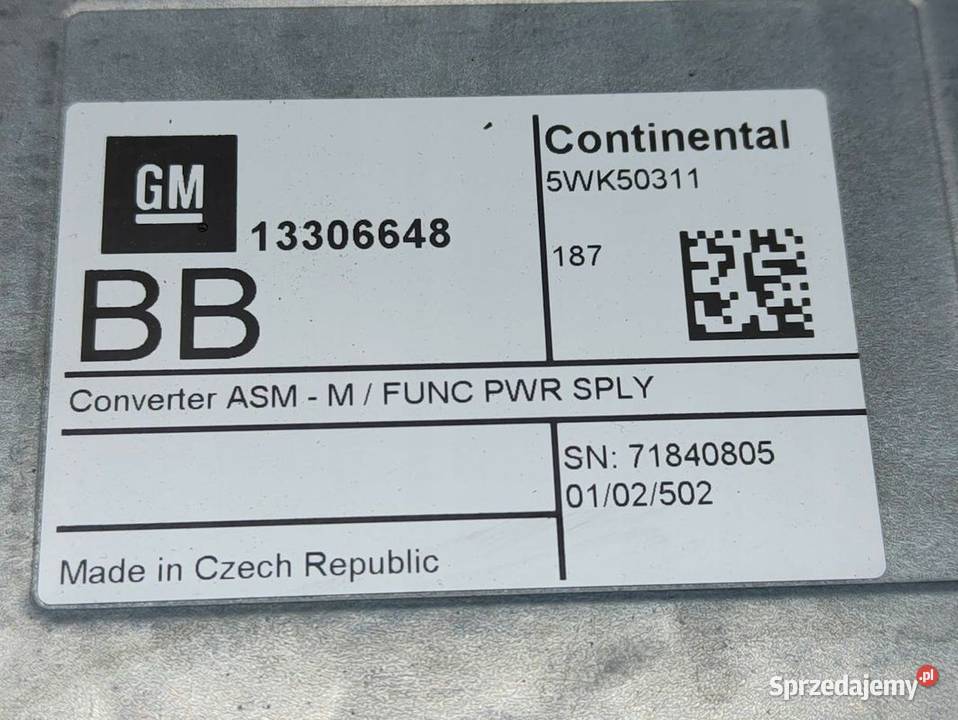 GM
13306648
BB
Continental
5WK50311
187
Converter ASM - M / FUNC PWR SPLY
SN: 71840805
01/02/502
Made in Czech Republic
Sprzedajemy.pl